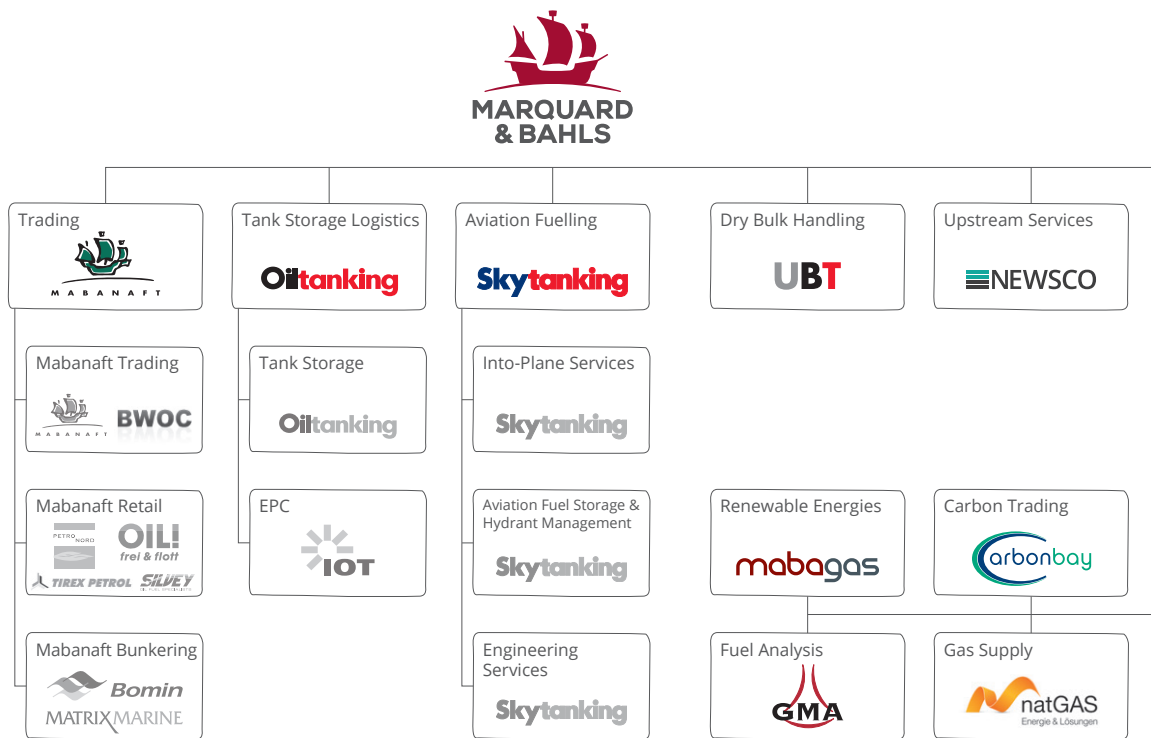 MARQUARD
& BAHLS
Trading
MABANAFT
Tank Storage Logistics
Oiltanking
Aviation Fuelling
Skytanking
Dry Bulk Handling
UBT
Upstream Services
NEWSCO
Mabanaft Trading
MABANAFT
BWOC
Tank Storage
Oiltanking
Into-Plane Services
Skytanking
Mabanaft Retail
PETRO
NORD
OIL!
frei & flott
TIREX PETROL
SILVEY
OIL FUEL SPECIALISTS
EPC
IOT
Aviation Fuel Storage &
Hydrant Management
Skytanking
Renewable Energies
mabagas
Carbon Trading
Carbonbay
Mabanaft Bunkering
Bomin
MATRIXMARINE
Engineering
Services
Skytanking
Fuel Analysis
GMA
Gas Supply
natGAS
Energie & Lösungen